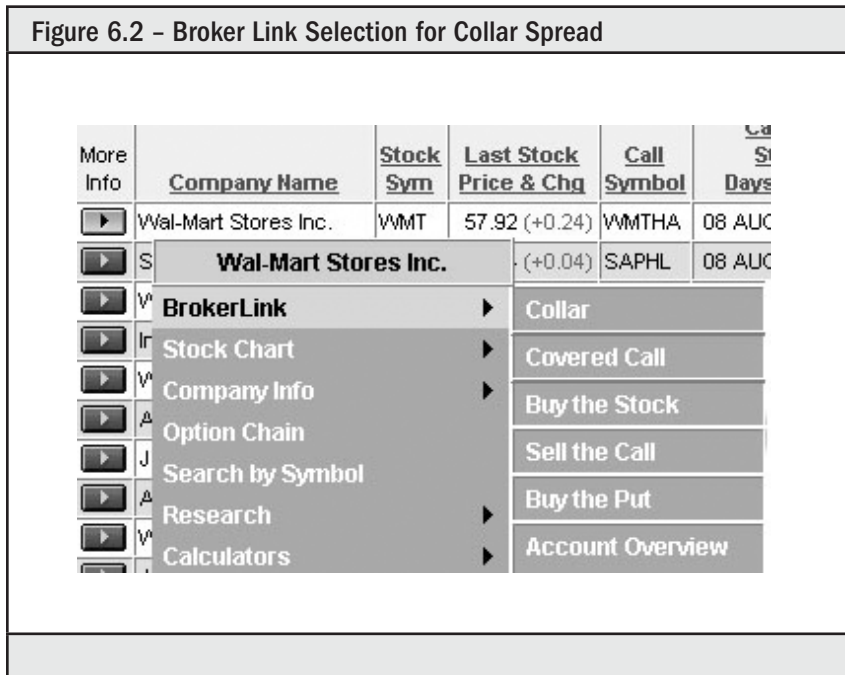 Figure 6.2 – Broker Link Selection for Collar Spread
More Info Company Name Stock Sym Last Stock Price & Chg Call Symbol Days
Wal-Mart Stores Inc. WMT 57.92 (+0.24) WMTHA 08 AUG
S (+0.04) SAPHL 08 AUG
Wal-Mart Stores Inc.
BrokerLink
Stock Chart
Company Info
Option Chain
Search by Symbol
Research
Calculators
Collar
Covered Call
Buy the Stock
Sell the Call
Buy the Put
Account Overview